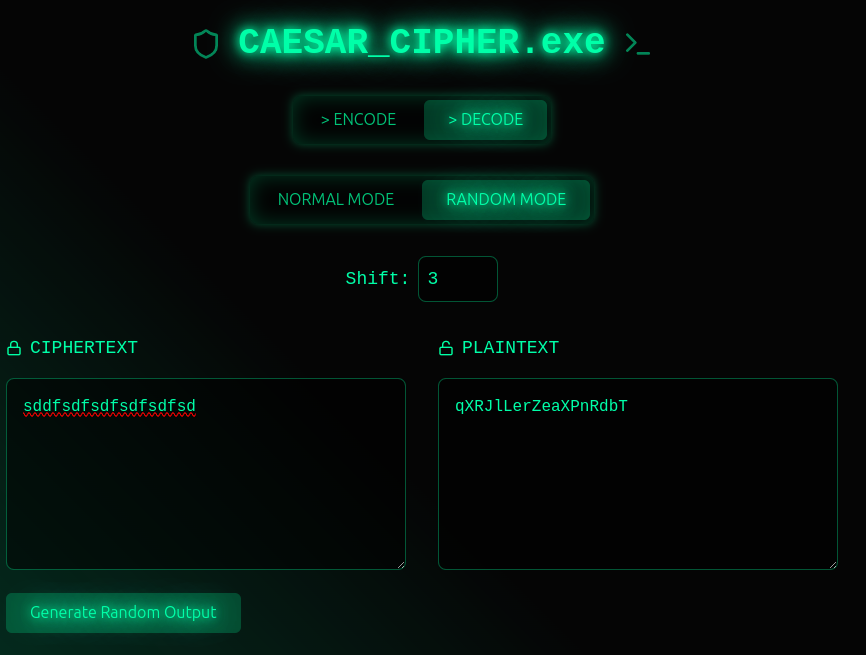 CAESAR_CIPHER.exe
> ENCODE > DECODE
NORMAL MODE RANDOM MODE
Shift: 3
CIPHERTEXT PLAINTEXT
sddfsdfsdfsdfsdfsd qXRJlLerZeaXPnRdbT
Generate Random Output